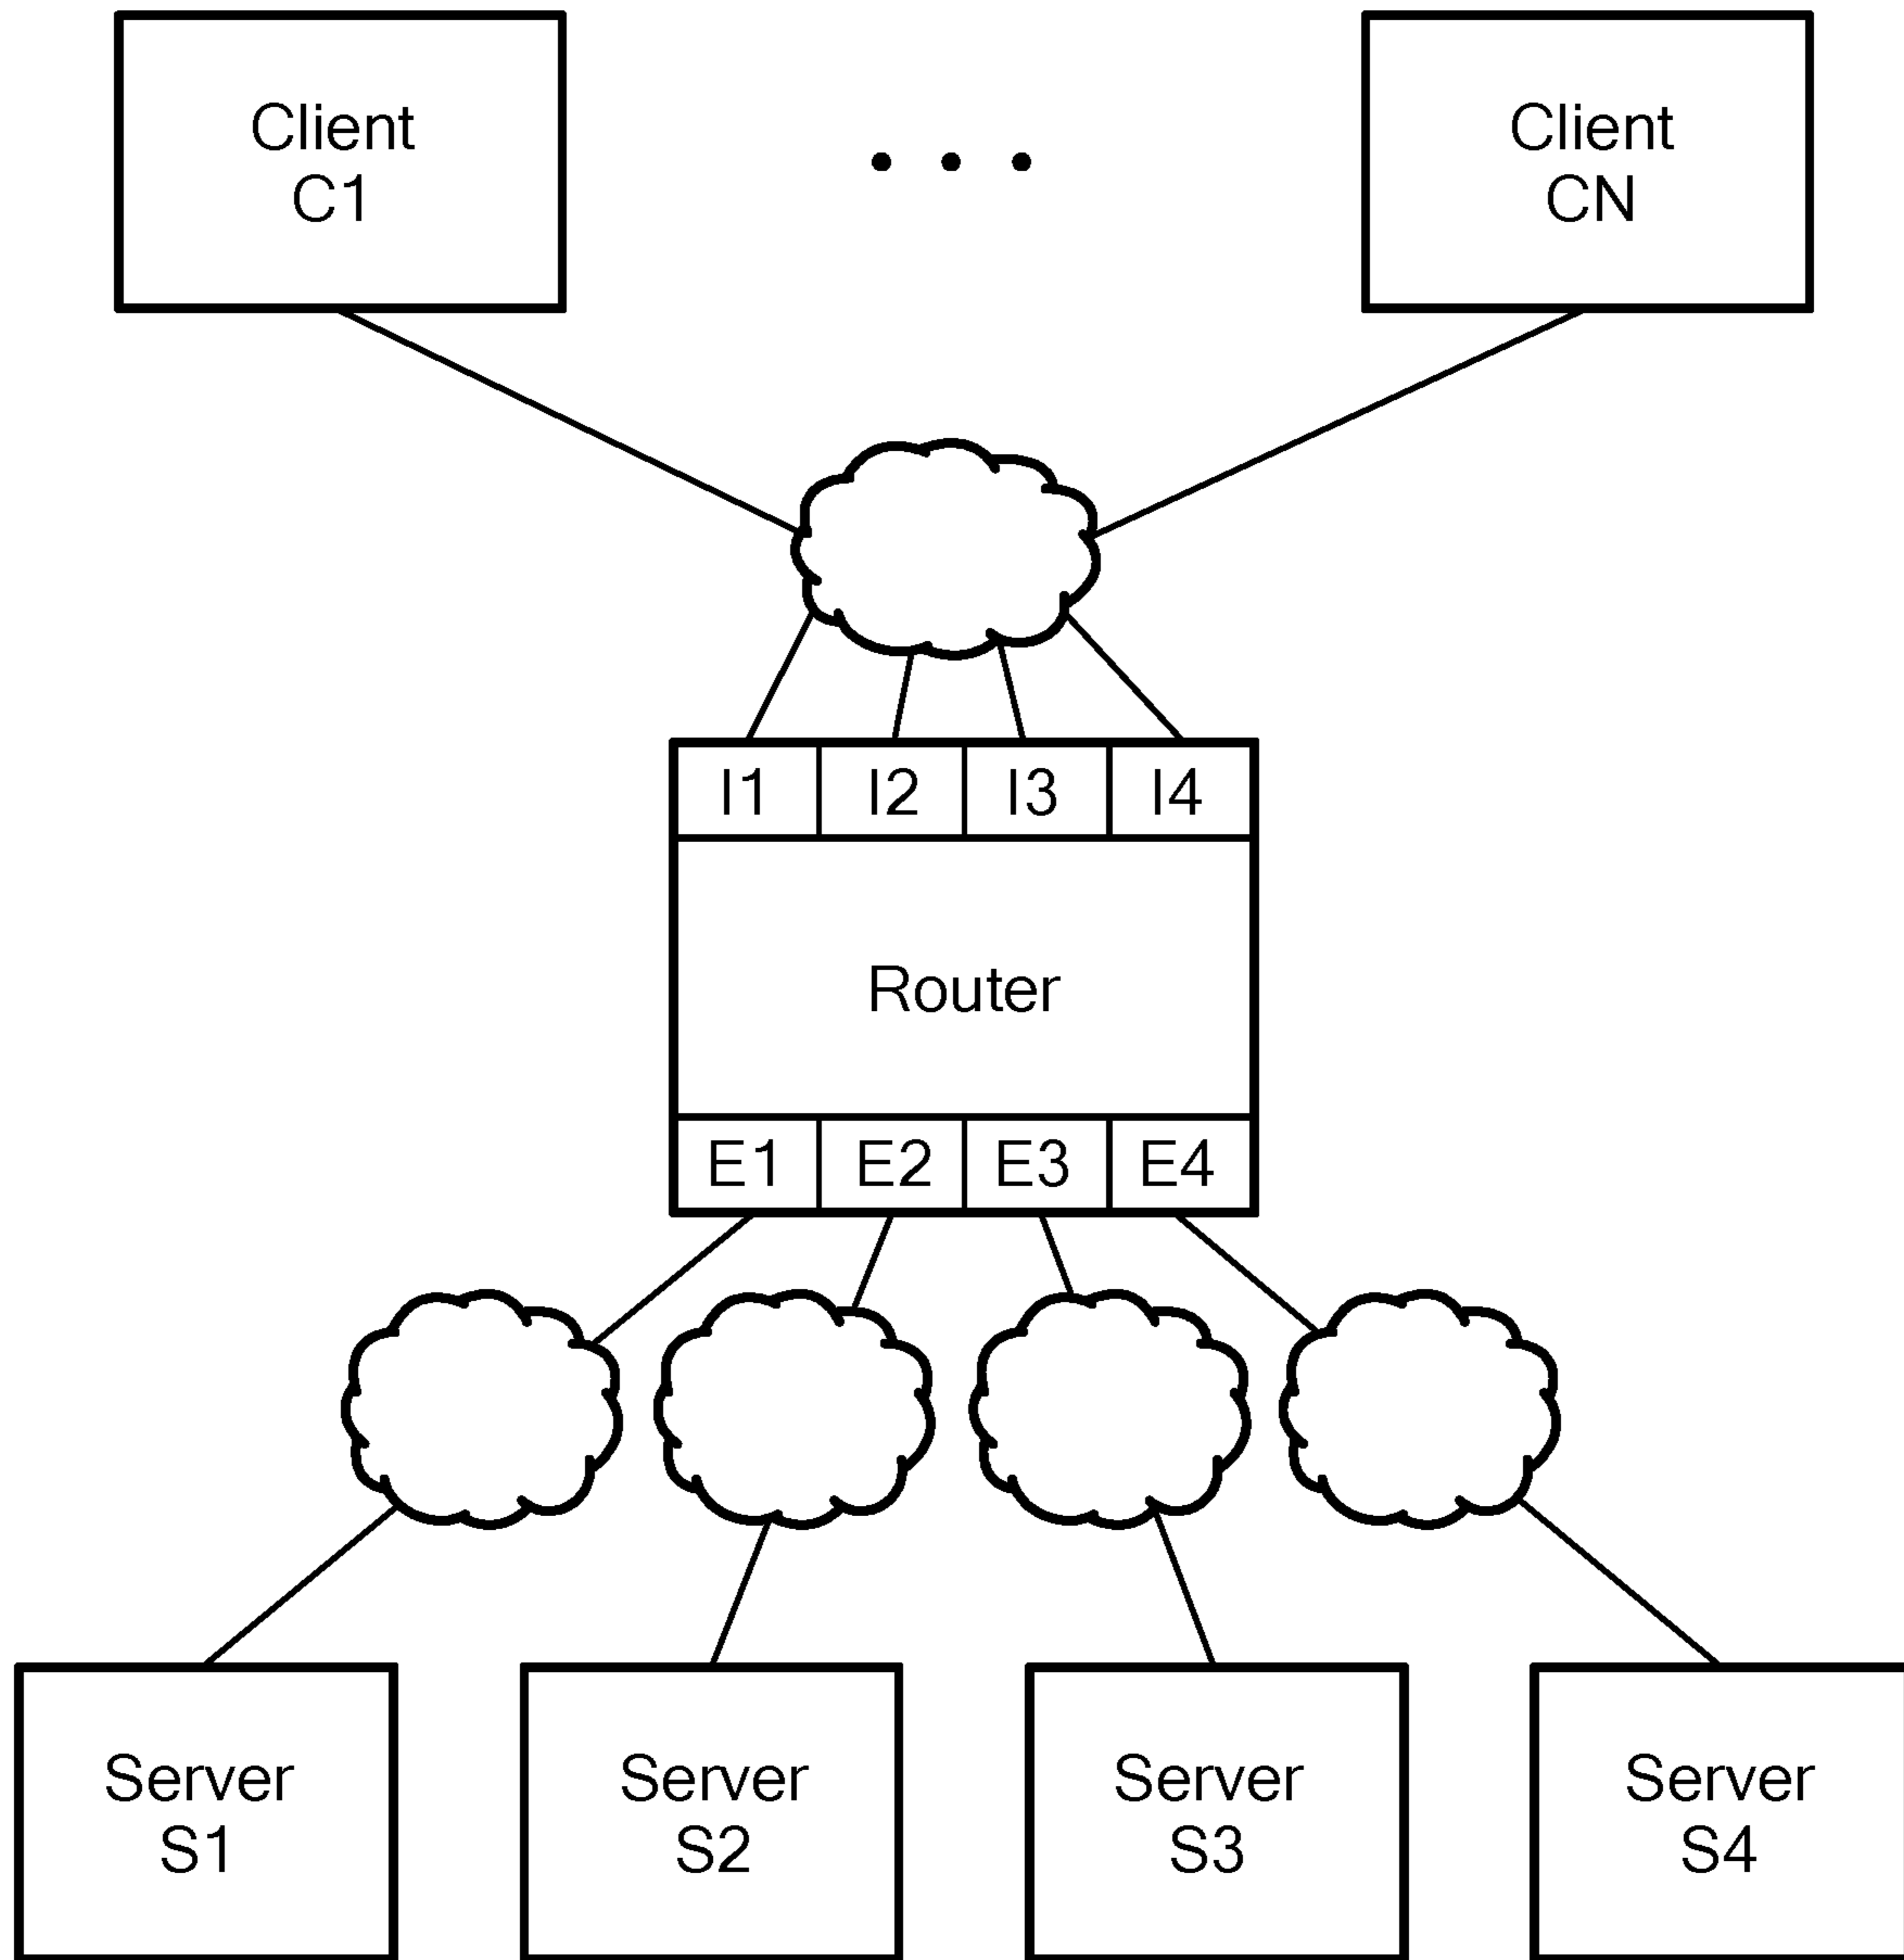 Client
C1
Client
CN
I1
I2
I3
I4
Router
E1
E2
E3
E4
Server
S1
Server
S2
Server
S3
Server
S4